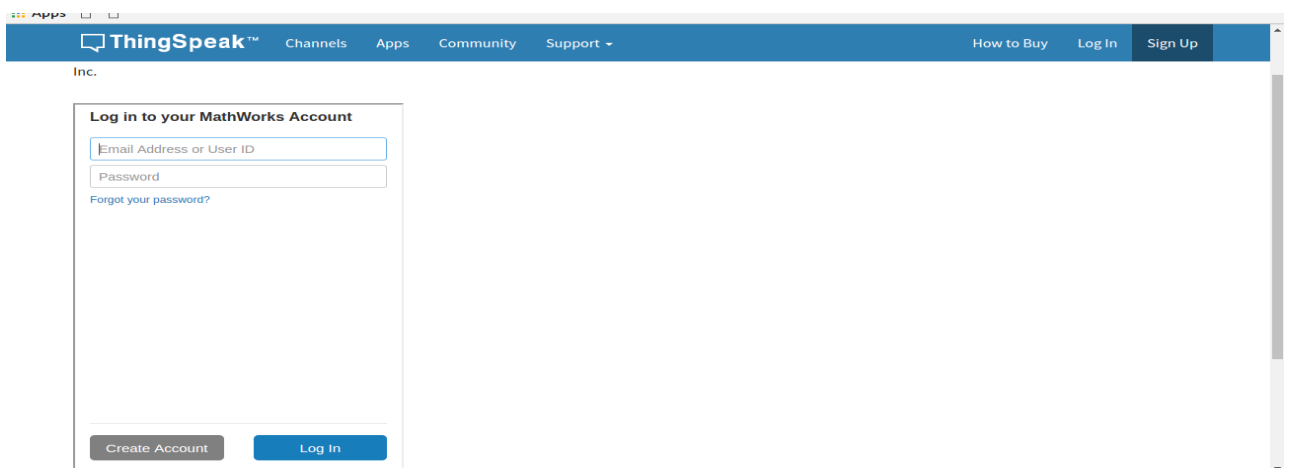 Apps
ThingSpeak™ Channels Apps Community Support How to Buy Log In Sign Up
Inc.
Log in to your MathWorks Account
Email Address or User ID
Password
Forgot your password?
Create Account Log In